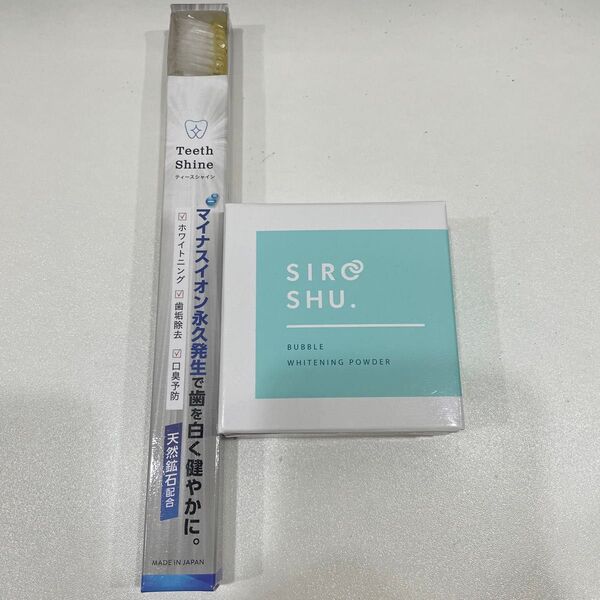 Teeth
Shine
ティースシャイン
マイナスイオン永久発生で歯を白く健やかに。
☑ホワイトニング ☑歯垢除去 ☑口臭予防
天然鉱石配合
MADE IN JAPAN
SIRO
SHU.
BUBBLE
WHITENING POWDER